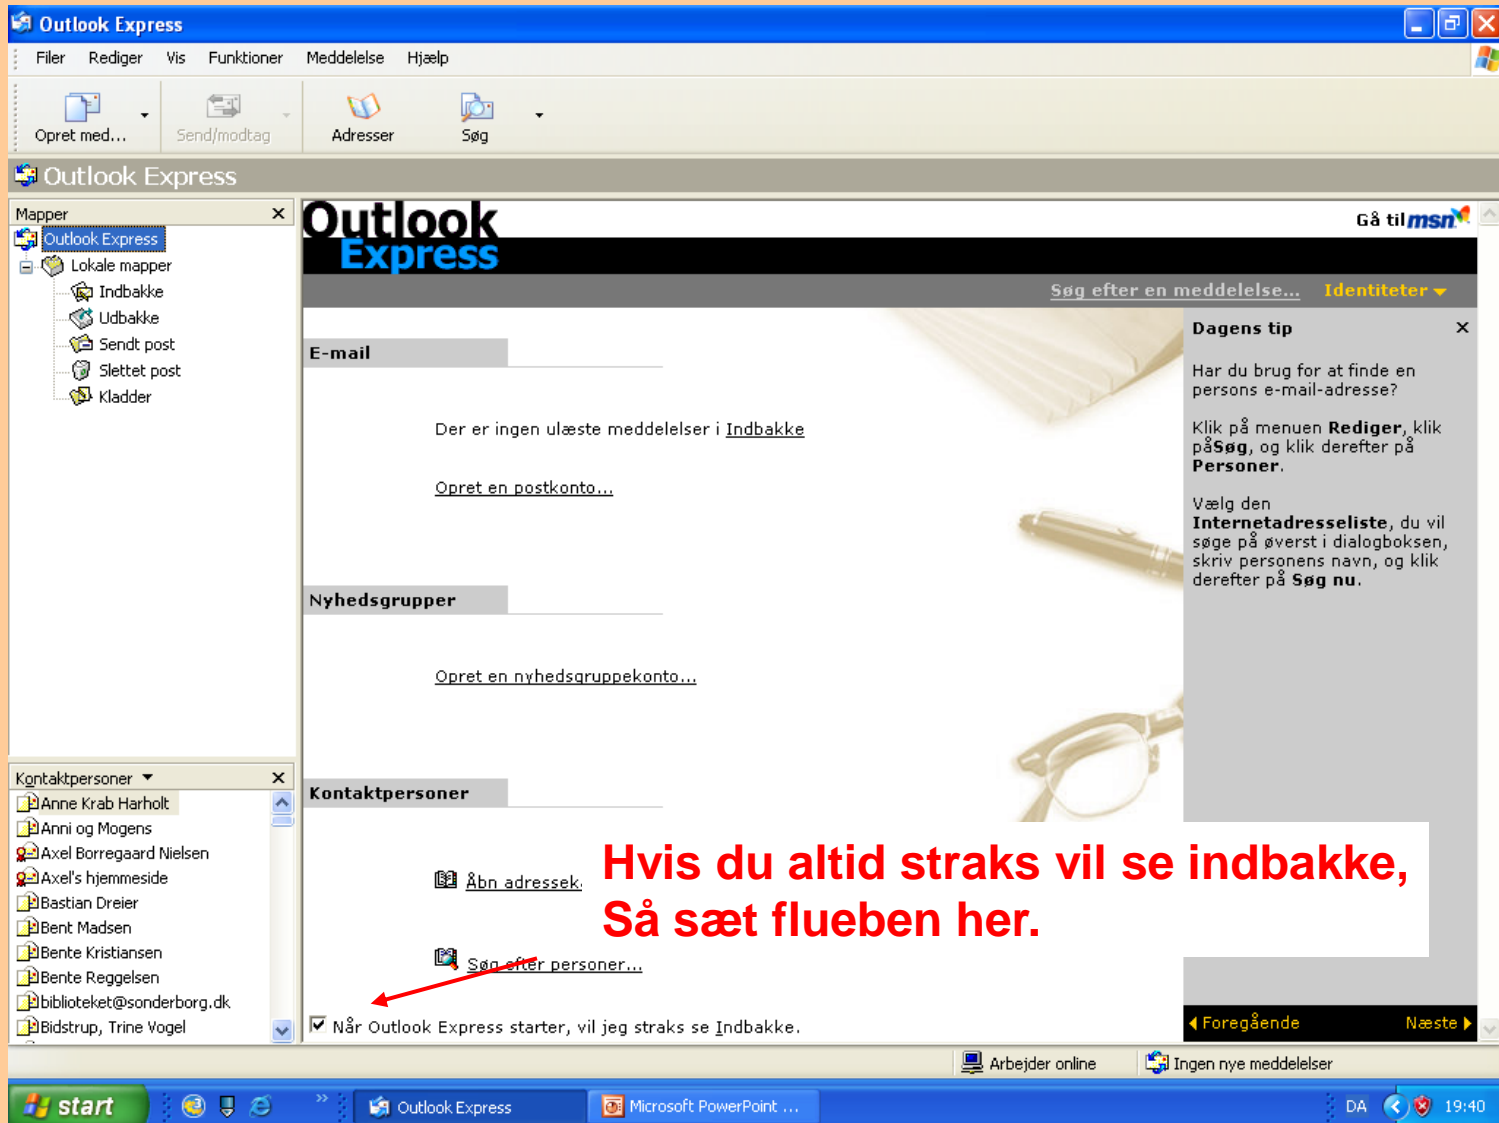 Outlook Express
Filer Rediger Vis Funktioner Meddelelse Hjælp
Opret med... Send/modtag Adresser Søg
Outlook Express
Mapper
Outlook Express
Lokale mapper
Indbakke
Udbakke
Sendt post
Slettet post
Kladder
Kontaktpersoner
Anne Krab Harholt
Anni og Mogens
Axel Borregaard Nielsen
Axel's hjemmeside
Bastian Dreier
Bent Madsen
Bente Kristiansen
Bente Reggelsen
biblioteket@sonderborg.dk
Bidstrup, Trine Vogel
Outlook
Express
Gå til msn
Søg efter en meddelelse... Identiteter
E-mail
Der er ingen ulæste meddelelser i Indbakke
Opret en postkonto...
Nyhedsgrupper
Opret en nyhedsgruppekonto...
Kontaktpersoner
Åbn adressek
Søg efter personer...
Når Outlook Express starter, vil jeg straks se Indbakke.
Hvis du altid straks vil se indbakke,
Så sæt flueben her.
Dagens tip
Har du brug for at finde en
persons e-mail-adresse?
Klik på menuen Rediger, klik
påSøg, og klik derefter på
Personer.
Vælg den
Internetadresseliste, du vil
søge på øverst i dialogboksen,
skriv personens navn, og klik
derefter på Søg nu.
Foregående Næste
Arbejder online Ingen nye meddelelser
start Outlook Express Microsoft PowerPoint ... DA 19:40